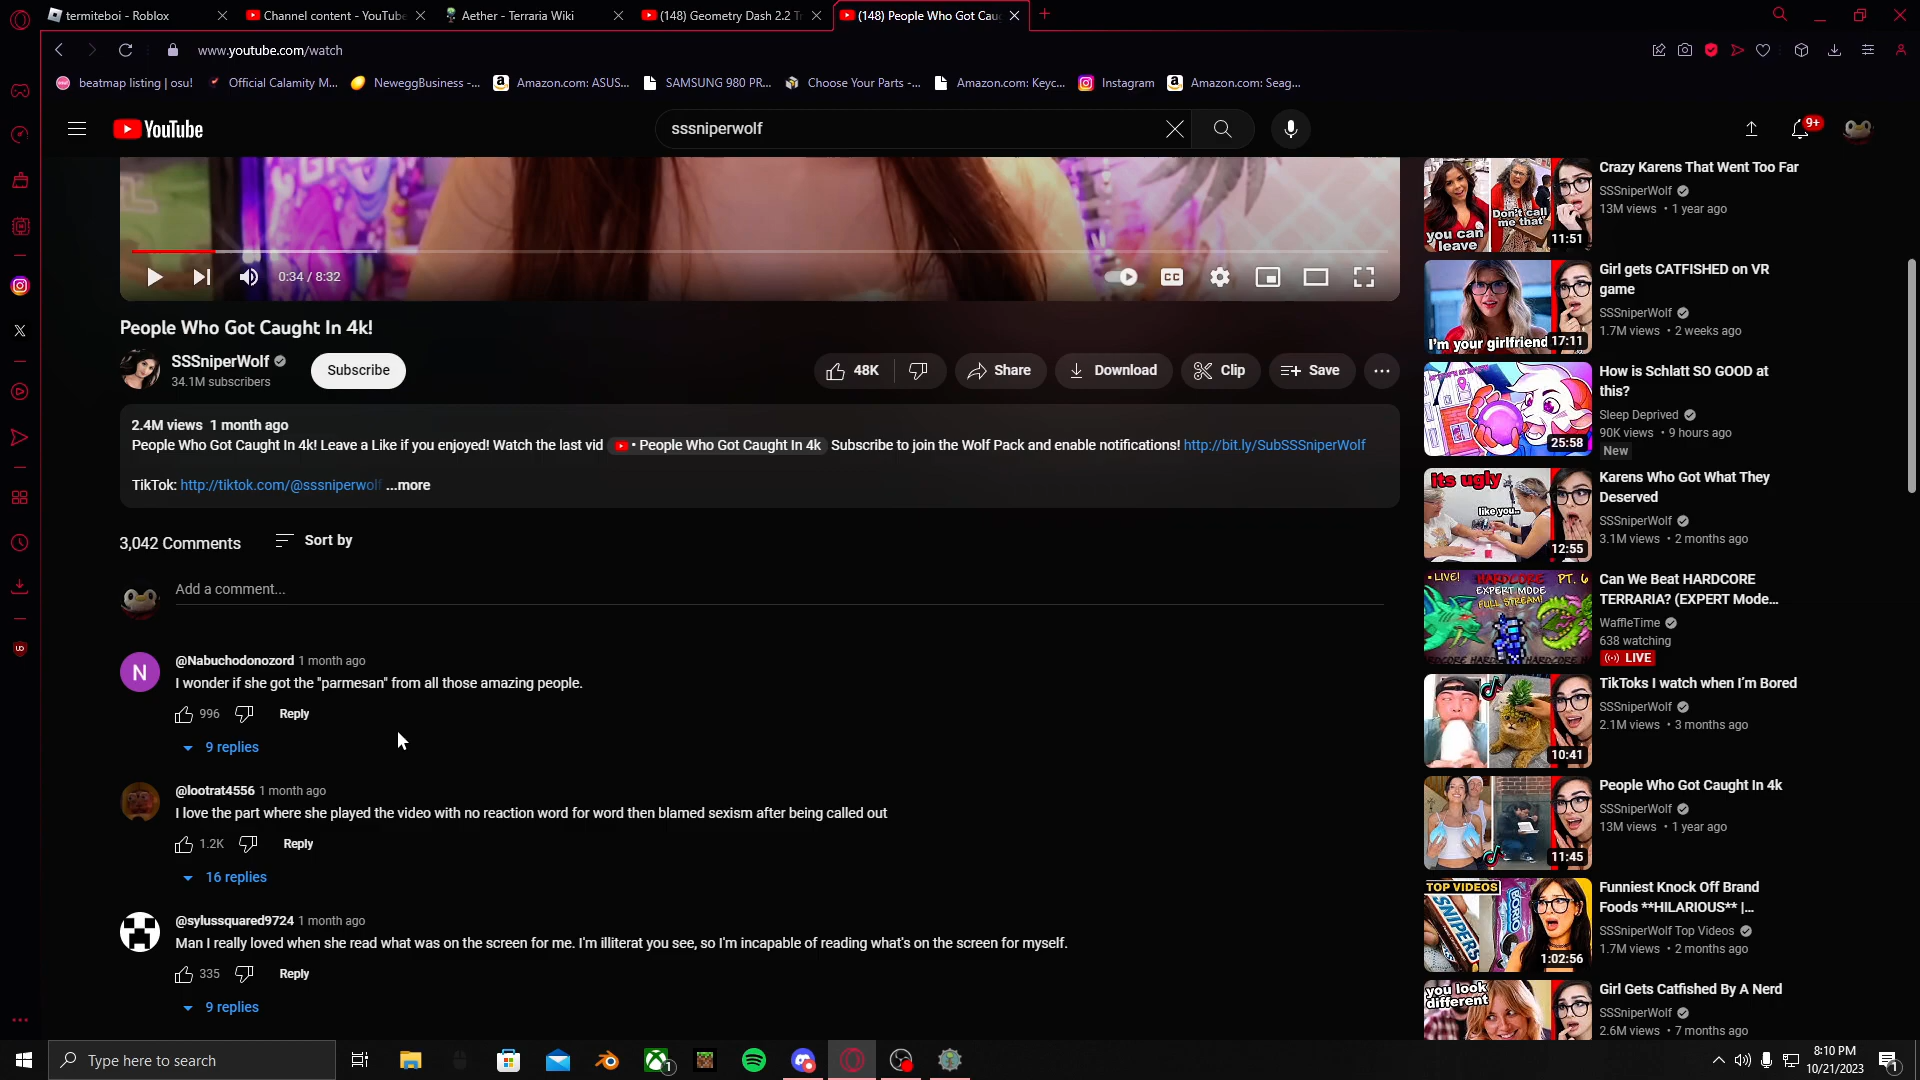 termiteboi - Roblox
Channel content - YouTube
Aether - Terraria Wiki
(148) Geometry Dash 2.2 T
(148) People Who Got Cau
www.youtube.com/watch
beatmap listing | osu!
Official Calamity M...
NeweggBusiness -...
Amazon.com: ASUS...
SAMSUNG 980 PR...
Choose Your Parts -...
Amazon.com: Keyc...
Instagram
Amazon.com: Seag...
YouTube
sssniperwolf
9+
0:34 / 8:32
CC
People Who Got Caught In 4k!
SSSniperWolf
34.1M subscribers
Subscribe
48K
Share
Download
Clip
Save
2.4M views 1 month ago
People Who Got Caught In 4k! Leave a Like if you enjoyed! Watch the last vid • People Who Got Caught In 4k Subscribe to join the Wolf Pack and enable notifications! http://bit.ly/SubSSSniperWolf
TikTok: http://tiktok.com/@sssniperwolf ...more
3,042 Comments
Sort by
Add a comment...
N
@Nabuchodonozord 1 month ago
I wonder if she got the "parmesan" from all those amazing people.
996
Reply
9 replies
@lootrat4556 1 month ago
I love the part where she played the video with no reaction word for word then blamed sexism after being called out
1.2K
Reply
16 replies
@sylussquared9724 1 month ago
Man I really loved when she read what was on the screen for me. I'm illiterat you see, so I'm incapable of reading what's on the screen for myself.
335
Reply
9 replies
you can leave
Don't call me that
11:51
Crazy Karens That Went Too Far
SSSniperWolf
13M views • 1 year ago
I'm your girlfriend
17:11
Girl gets CATFISHED on VR
game
SSSniperWolf
1.7M views • 2 weeks ago
25:58
How is Schlatt SO GOOD at
this?
Sleep Deprived
90K views • 9 hours ago
New
its ugly
like you..
12:55
Karens Who Got What They
Deserved
SSSniperWolf
3.1M views • 2 months ago
LIVE! HARDCORE PT. 6
EXPERT MODE
FULL STREAM!
Can We Beat HARDCORE
TERRARIA? (EXPERT Mode...
WaffleTime
638 watching
LIVE
10:41
TikToks I watch when I'm Bored
SSSniperWolf
2.1M views • 3 months ago
11:45
People Who Got Caught In 4k
SSSniperWolf
13M views • 1 year ago
TOP VIDEOS
SNIPERS
1:02:56
Funniest Knock Off Brand
Foods **HILARIOUS** |...
SSSniperWolf Top Videos
1.7M views • 2 months ago
you look
different
Girl Gets Catfished By A Nerd
SSSniperWolf
2.6M views • 7 months ago
Type here to search
1
8:10 PM
10/21/2023
1